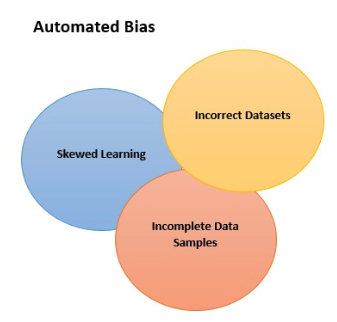 Automated Bias
Incorrect Datasets
Skewed Learning
Incomplete Data
Samples